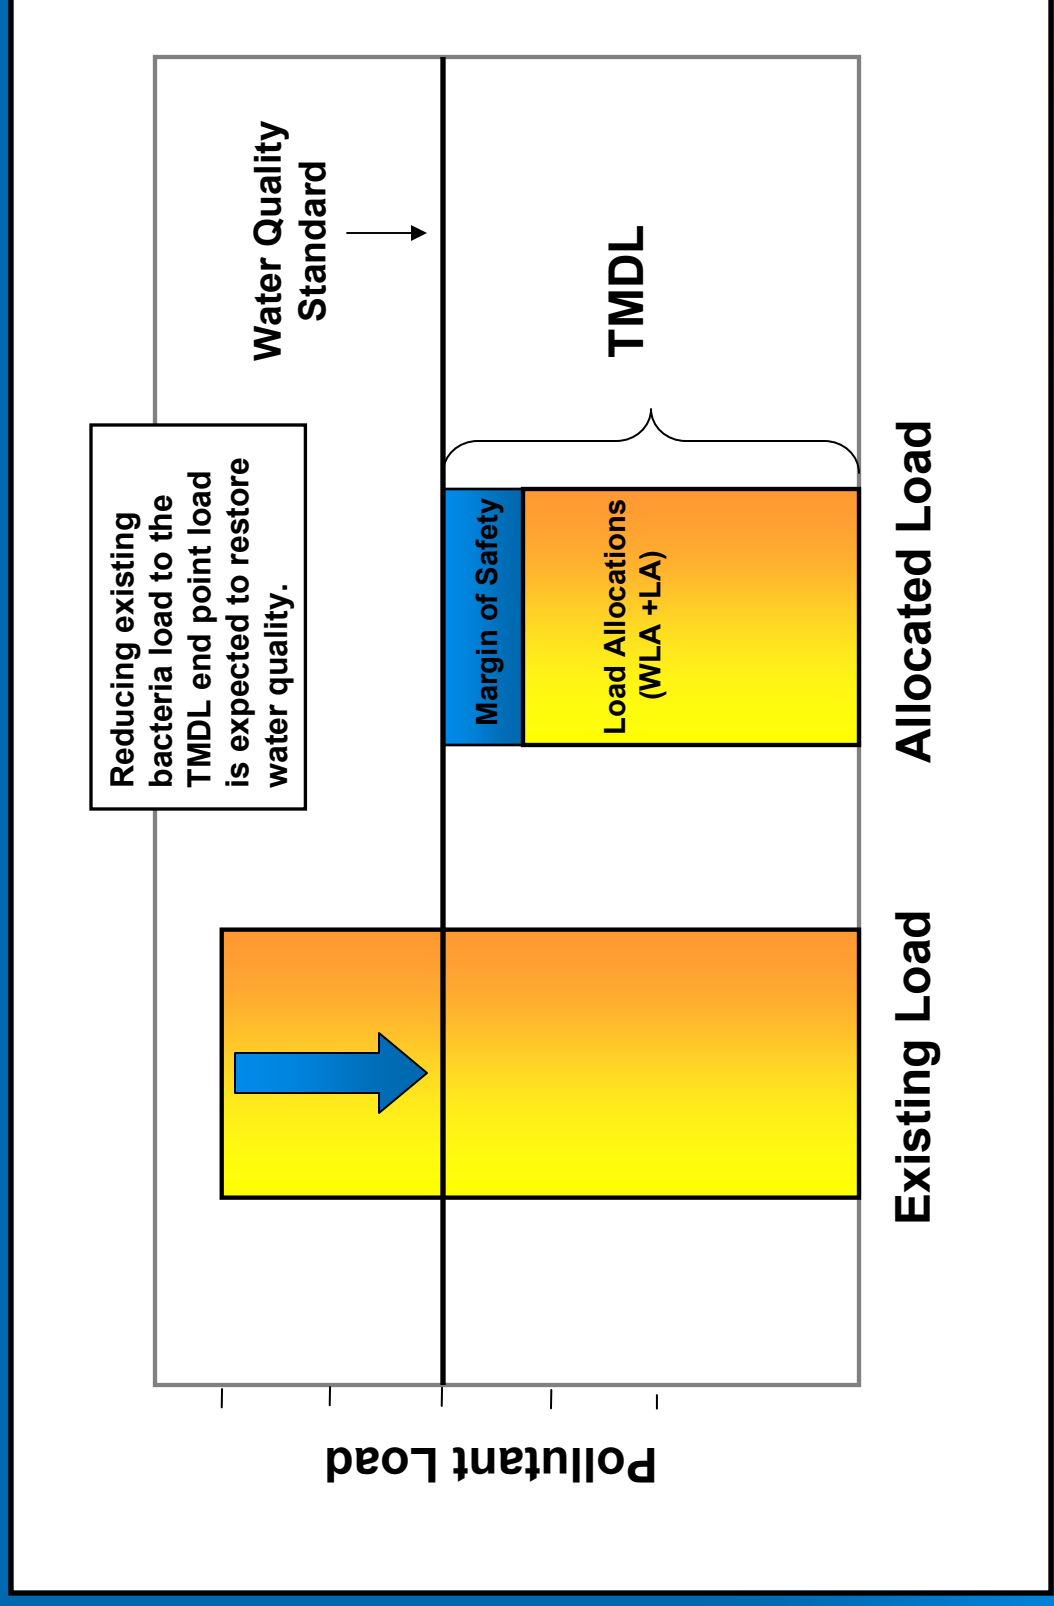 Reducing existing
bacteria load to the
TMDL end point load
is expected to restore
water quality.
Water Quality
Standard
Pollutant Load
Margin of Safety
Load Allocations
(WLA +LA)
TMDL
Existing Load
Allocated Load